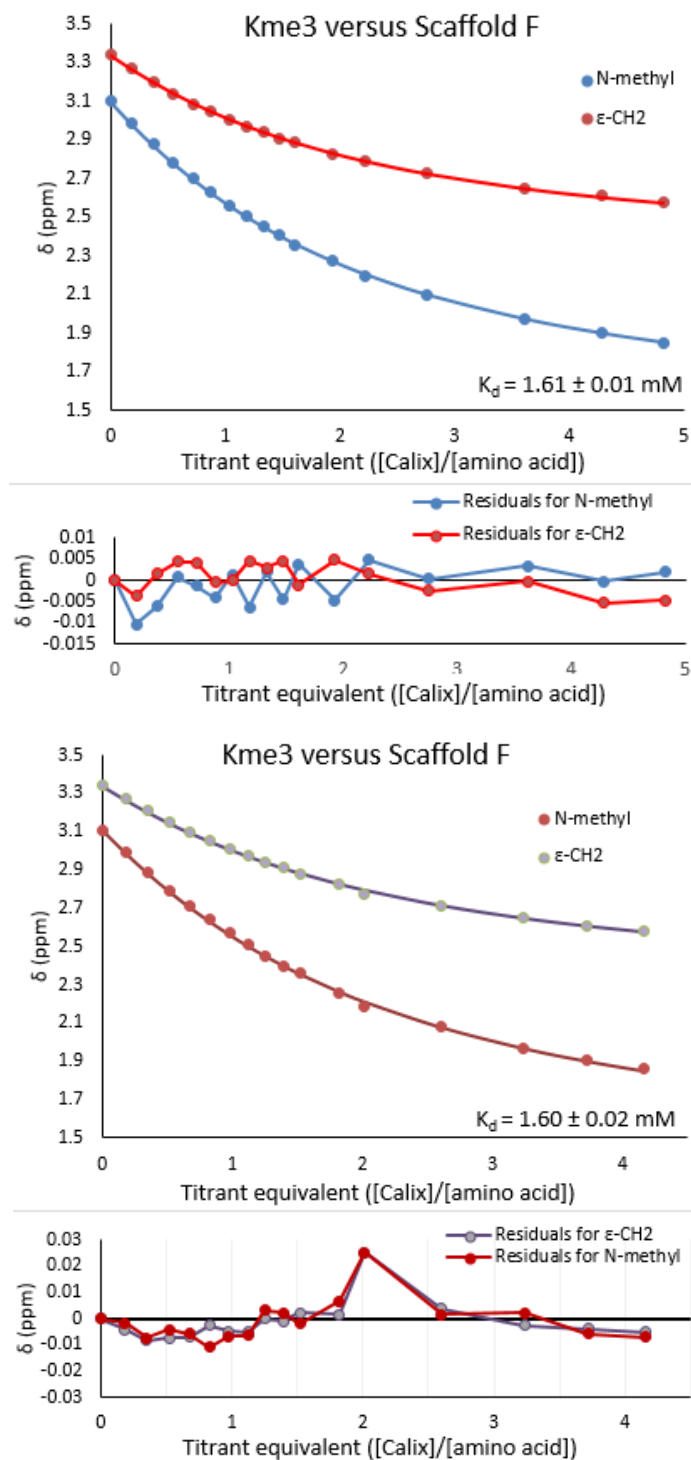 Kme3 versus Scaffold F
3.5
3.3
3.1
2.9
2.7
2.5
2.3
2.1
1.9
1.7
1.5
δ (ppm)
N-methyl
ε-CH2
Kd = 1.61 ± 0.01 mM
0 1 2 3 4 5
Titrant equivalent ([Calix]/[amino acid])
Residuals for N-methyl
Residuals for ε-CH2
0.01
0.005
0
-0.005
-0.01
-0.015
δ (ppm)
0 1 2 3 4 5
Titrant equivalent ([Calix]/[amino acid])
Kme3 versus Scaffold F
3.5
3.3
3.1
2.9
2.7
2.5
2.3
2.1
1.9
1.7
1.5
δ (ppm)
N-methyl
ε-CH2
Kd = 1.60 ± 0.02 mM
0 1 2 3 4
Titrant equivalent ([Calix]/[amino acid])
Residuals for ε-CH2
Residuals for N-methyl
0.03
0.02
0.01
0
-0.01
-0.02
-0.03
δ (ppm)
0 1 2 3 4
Titrant equivalent ([Calix]/[amino acid])